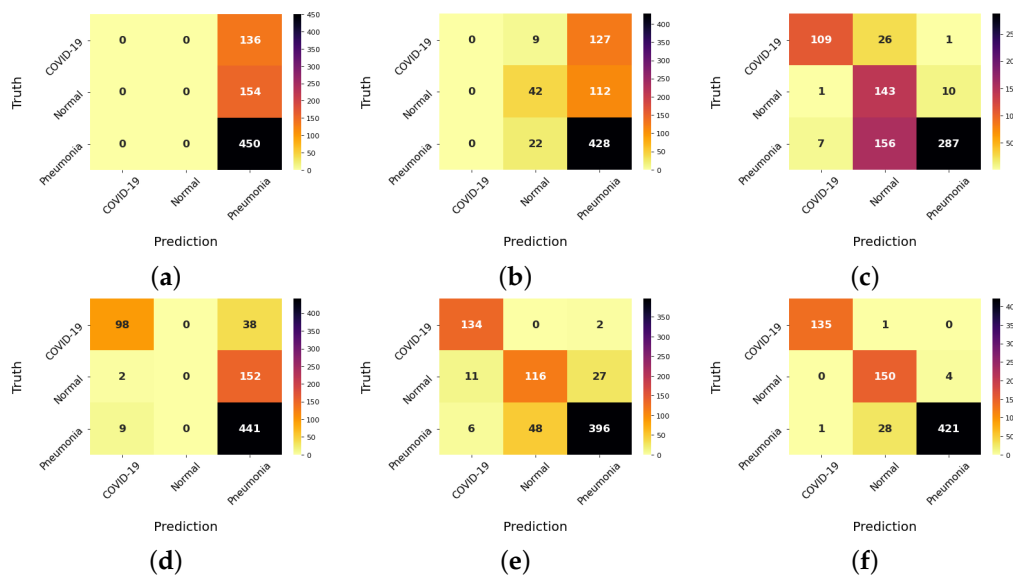 COVID-19 0 0 136
Normal 0 0 154
Pneumonia 0 0 450
Truth
COVID-19 Normal Pneumonia
Prediction
450
400
350
300
250
200
150
100
50
0
(a)
COVID-19 0 9 127
Normal 0 42 112
Pneumonia 0 22 428
Truth
COVID-19 Normal Pneumonia
Prediction
400
350
300
250
200
150
100
50
0
(b)
COVID-19 109 26 1
Normal 1 143 10
Pneumonia 7 156 287
Truth
COVID-19 Normal Pneumonia
Prediction
50
(c)
COVID-19 98 0 38
Normal 2 0 152
Pneumonia 9 0 441
Truth
COVID-19 Normal Pneumonia
Prediction
400
350
300
250
200
150
100
50
0
(d)
COVID-19 134 0 2
Normal 11 116 27
Pneumonia 6 48 396
Truth
COVID-19 Normal Pneumonia
Prediction
350
300
250
200
150
100
50
0
(e)
COVID-19 135 1 0
Normal 0 150 4
Pneumonia 1 28 421
Truth
COVID-19 Normal Pneumonia
Prediction
50
0
(f)